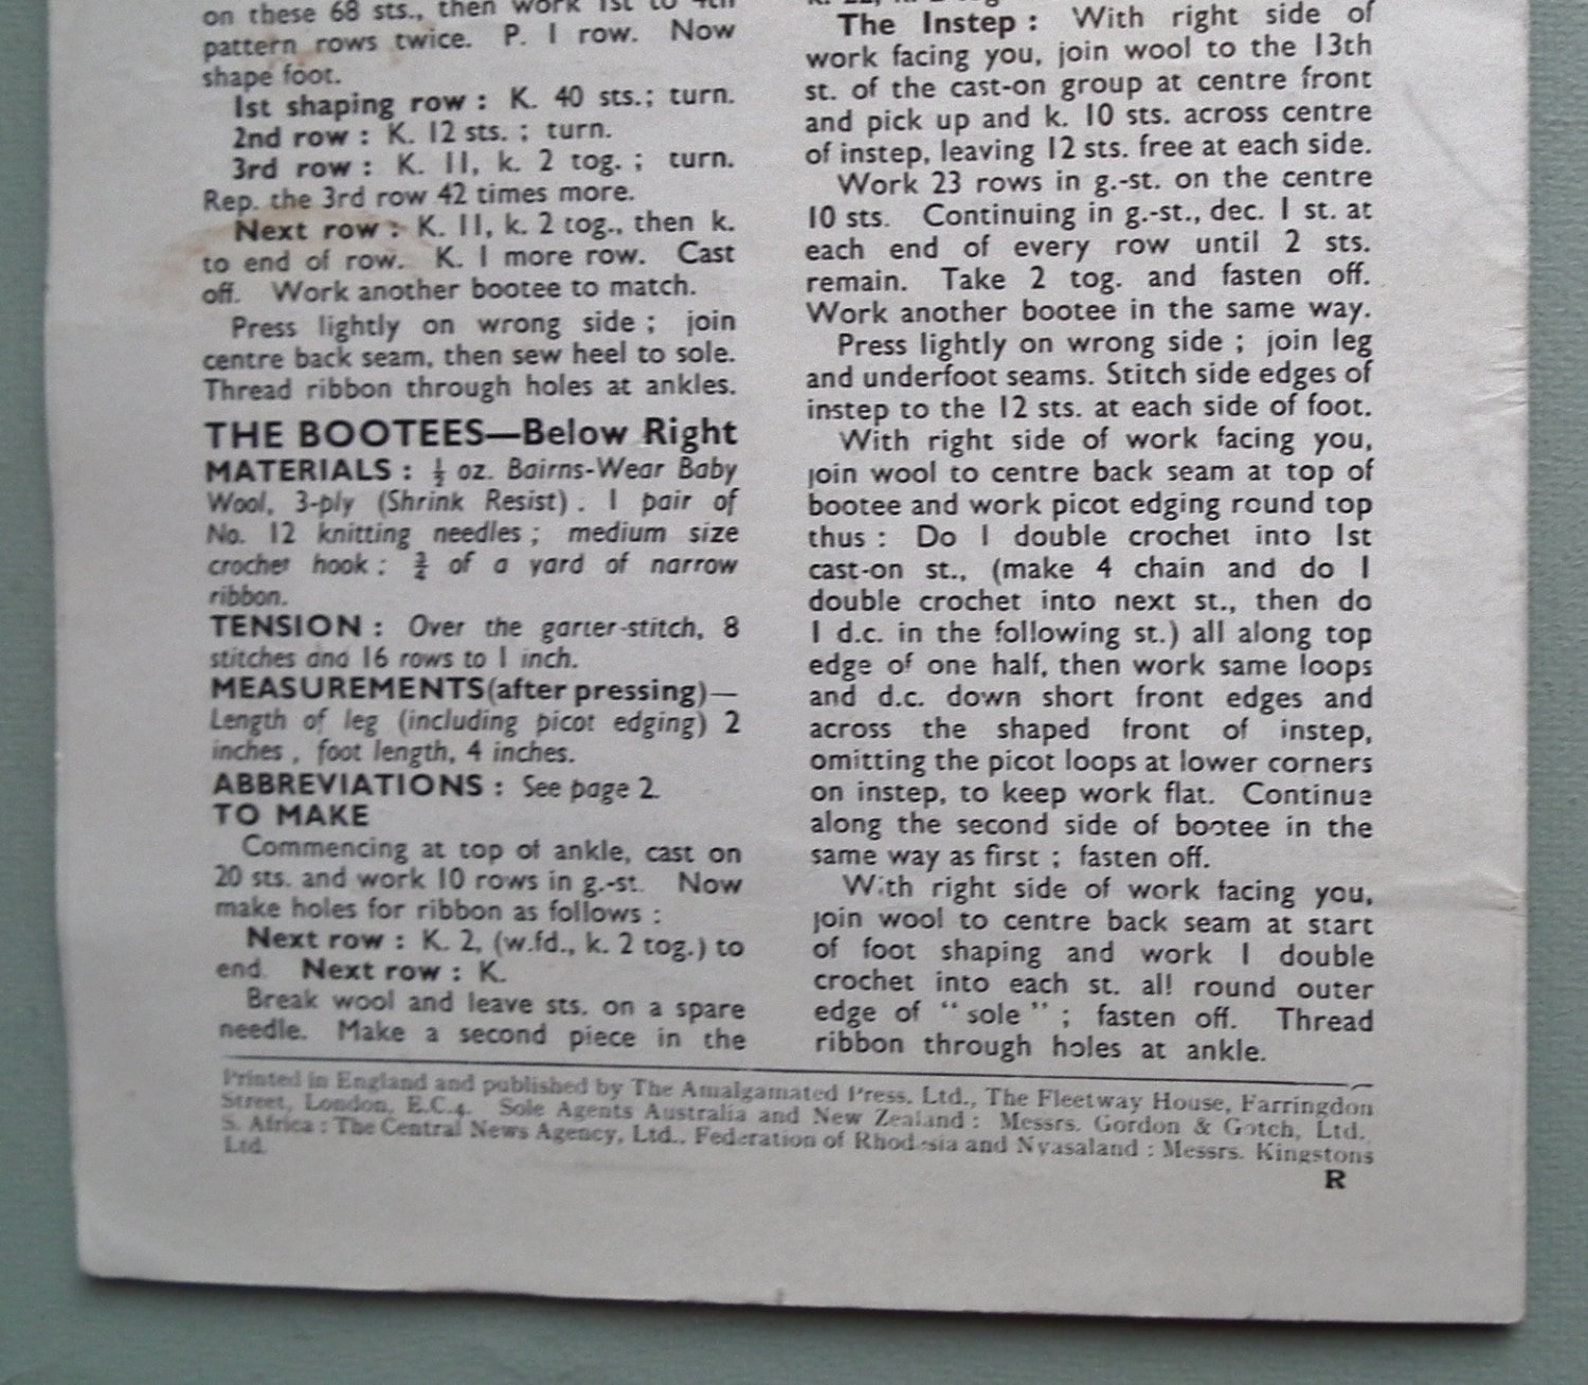 on these 68 sts., then work 1st to 4th
pattern rows twice. P. 1 row. Now
shape foot.
1st shaping row : K. 40 sts.; turn.
2nd row : K. 12 sts. ; turn.
3rd row : K. 11, k. 2 tog. ; turn.
Rep. the 3rd row 42 times more.
Next row : K. 11, k. 2 tog., then k.
to end of row. K. 1 more row. Cast
off. Work another bootee to match.
Press lightly on wrong side ; join
centre back seam, then sew heel to sole.
Thread ribbon through holes at ankles.
THE BOOTEES—Below Right
MATERIALS : ½ oz. Bairns-Wear Baby
Wool, 3-ply (Shrink Resist). 1 pair of
No. 12 knitting needles ; medium size
crochet hook ; ¾ of a yard of narrow
ribbon.
TENSION : Over the garter-stitch, 8
stitches and 16 rows to 1 inch.
MEASUREMENTS (after pressing)—
Length of leg (including picot edging) 2
inches, foot length, 4 inches.
ABBREVIATIONS : See page 2.
TO MAKE
Commencing at top of ankle, cast on
20 sts. and work 10 rows in g.-st. Now
make holes for ribbon as follows :
Next row : K. 2, (w.fd., k. 2 tog.) to
end. Next row : K.
Break wool and leave sts. on a spare
needle. Make a second piece in the
The Instep : With right side of
work facing you, join wool to the 13th
st. of the cast-on group at centre front
and pick up and k. 10 sts. across centre
of instep, leaving 12 sts. free at each side.
Work 23 rows in g.-st. on the centre
10 sts. Continuing in g.-st., dec. 1 st. at
each end of every row until 2 sts.
remain. Take 2 tog. and fasten off.
Work another bootee in the same way.
Press lightly on wrong side ; join leg
and underfoot seams. Stitch side edges of
instep to the 12 sts. at each side of foot.
With right side of work facing you,
join wool to centre back seam at top of
bootee and work picot edging round top
thus : Do 1 double crochet into 1st
cast-on st., (make 4 chain and do 1
double crochet into next st., then do
1 d.c. in the following st.) all along top
edge of one half, then work same loops
and d.c. down short front edges and
across the shaped front of instep,
omitting the picot loops at lower corners
on instep, to keep work flat. Continue
along the second side of bootee in the
same way as first ; fasten off.
With right side of work facing you,
join wool to centre back seam at start
of foot shaping and work 1 double
crochet into each st. all round outer
edge of "sole" ; fasten off. Thread
ribbon through holes at ankle.
Printed in England and published by The Amalgamated Press, Ltd., The Fleetway House, Farringdon
Street, London, E.C.4. Sole Agents Australia and New Zealand : Messrs. Gordon & Gotch, Ltd.
S. Africa : The Central News Agency, Ltd., Federation of Rhodesia and Nyasaland : Messrs. Kingstons
Ltd.
R